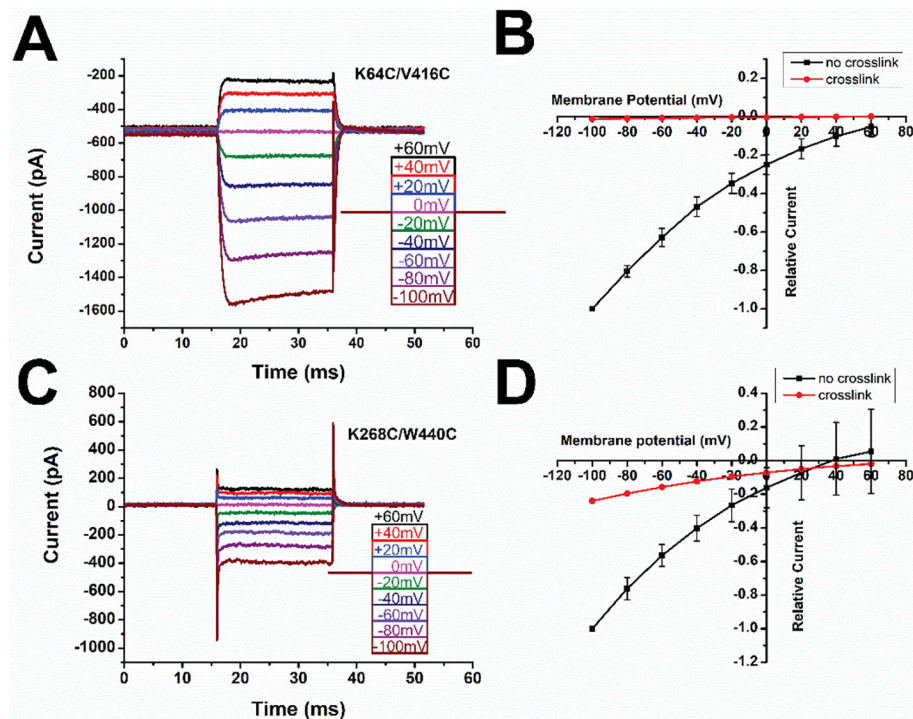 A
K64C/V416C
-200
-400
-600
-800
-1000
-1200
-1400
-1600
Current (pA)
+60mV
+40mV
+20mV
0mV
-20mV
-40mV
-60mV
-80mV
-100mV
0 10 20 30 40 50 60
Time (ms)
B
no crosslink
crosslink
Membrane Potential (mV)
0.2
0.0
-0.2
-0.4
-0.6
-0.8
-1.0
-120 -100 -80 -60 -40 -20 0 20 40 60 80
Relative Current
C
K268C/W440C
800
600
400
200
0
-200
-400
-600
-800
-1000
Current (pA)
+60mV
+40mV
+20mV
0mV
-20mV
-40mV
-60mV
-80mV
-100mV
0 10 20 30 40 50 60
Time (ms)
D
no crosslink
crosslink
Membrane potential (mV)
0.4
0.2
0.0
-0.2
-0.4
-0.6
-0.8
-1.0
-1.2
-120 -100 -80 -60 -40 -20 0 20 40 60 80
Relative Current